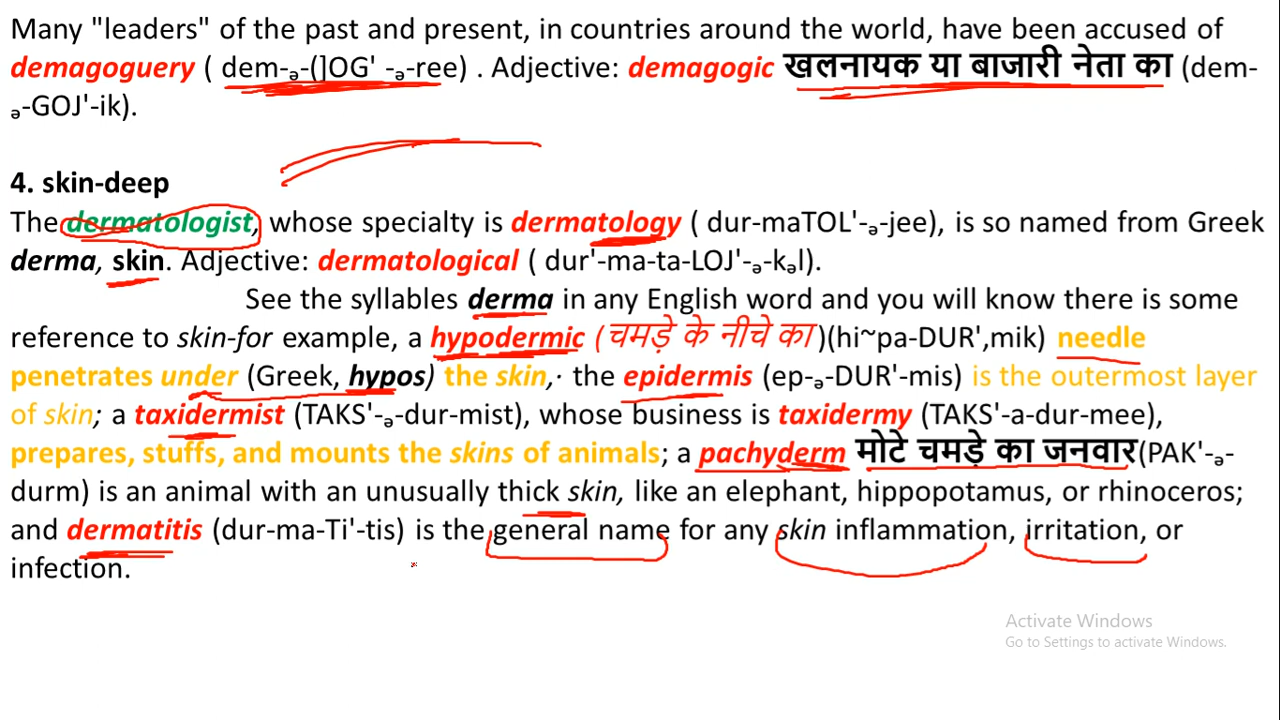 Many "leaders" of the past and present, in countries around the world, have been accused of
demagoguery ( dem-ₔ-(]OG' -ₔ-ree) . Adjective: demagogic खलनायक या बाजारी नेता का (dem-
ₔ-GOJ'-ik).
4. skin-deep
The dermatologist, whose specialty is dermatology ( dur-maTOL'-ₔ-jee), is so named from Greek
derma, skin. Adjective: dermatological ( dur'-ma-ta-LOJ'-ₔ-kₔl).
See the syllables derma in any English word and you will know there is some
reference to skin-for example, a hypodermic (चमड़े के नीचे का)(hi~pa-DUR',mik) needle
penetrates under (Greek, hypos) the skin,· the epidermis (ep-ₔ-DUR'-mis) is the outermost layer
of skin; a taxidermist (TAKS'-ₔ-dur-mist), whose business is taxidermy (TAKS'-a-dur-mee),
prepares, stuffs, and mounts the skins of animals; a pachyderm मोटे चमड़े का जनवार(PAK'-ₔ-
durm) is an animal with an unusually thick skin, like an elephant, hippopotamus, or rhinoceros;
and dermatitis (dur-ma-Ti'-tis) is the general name for any skin inflammation, irritation, or
infection.
Activate Windows
Go to Settings to activate Windows.